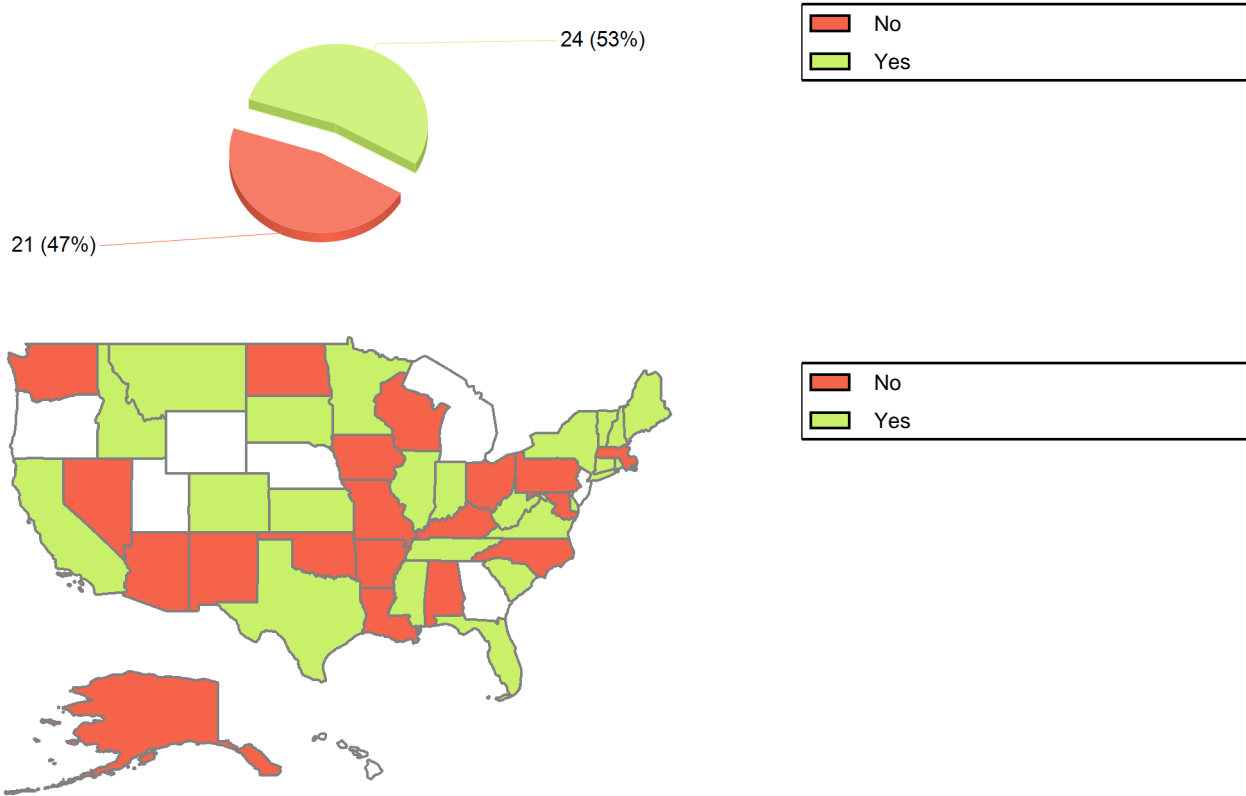 24 (53%)
21 (47%)
No
Yes
No
Yes